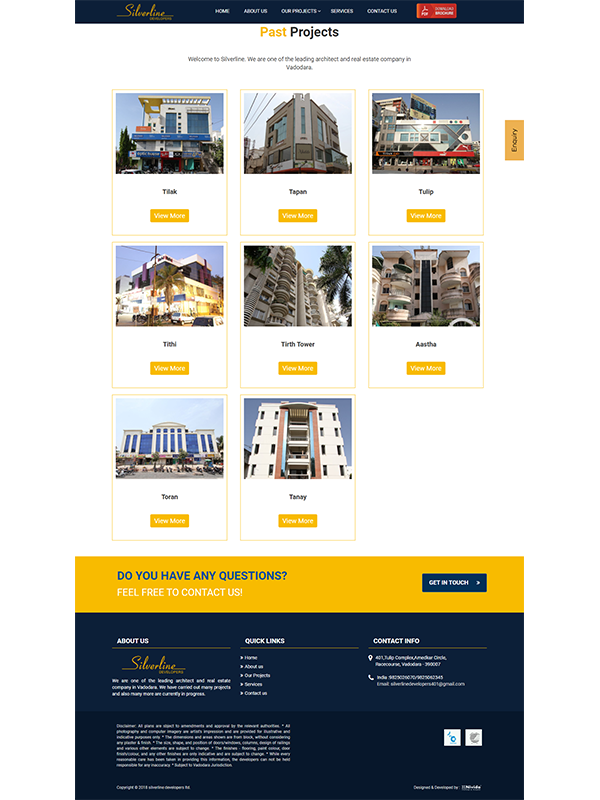 Silverline
DEVELOPERS
HOME
ABOUT US
OUR PROJECTS
SERVICES
CONTACT US
PDF
DOWNLOAD
BROCHURE
Past Projects
Welcome to Silverline. We are one of the leading architect and real estate company in
Vadodara.
Enquiry
Tilak
Tapan
Tulip
View More
View More
View More
Tithi
Tirth Tower
Aastha
View More
View More
View More
Toran
Tanay
View More
View More
DO YOU HAVE ANY QUESTIONS?
FEEL FREE TO CONTACT US!
GET IN TOUCH »
ABOUT US
Silverline
DEVELOPERS
We are one of the leading architect and real estate
company in Vadodara. We have carried out many projects
and also many more are currently in progress.
QUICK LINKS
» Home
» About us
» Our Projects
» Services
» Contact us
CONTACT INFO
401,Tulip Complex,Amedkar Circle,
Racecourse, Vadodara - 390007
India :9825026070/9825082345
Email: silverlinedevelopers401@gmail.com
Disclaimer: All plans are object to amendments and approval by the relevant authorities. * All
photography and computer imagery are artist's impression and are provided for illustrative and
indicative purposes only. * The dimensions and areas shown are from block, without considering
any plaster & finish. * The size, shape, and position of doors/windows, columns, design of railings
and various other elements are subject to change. * The finishes - flooring, paint colour, door
finish/colour, and any other finishes are only indicative and are subject to change. * While every
reasonable care has been taken in providing this information, the developers can not be held
responsible for any inaccuracy. * Subject to Vadodara Jurisdiction.
Copyright © 2018 silverline developers ltd.
Designed & Developed by : Nividaa